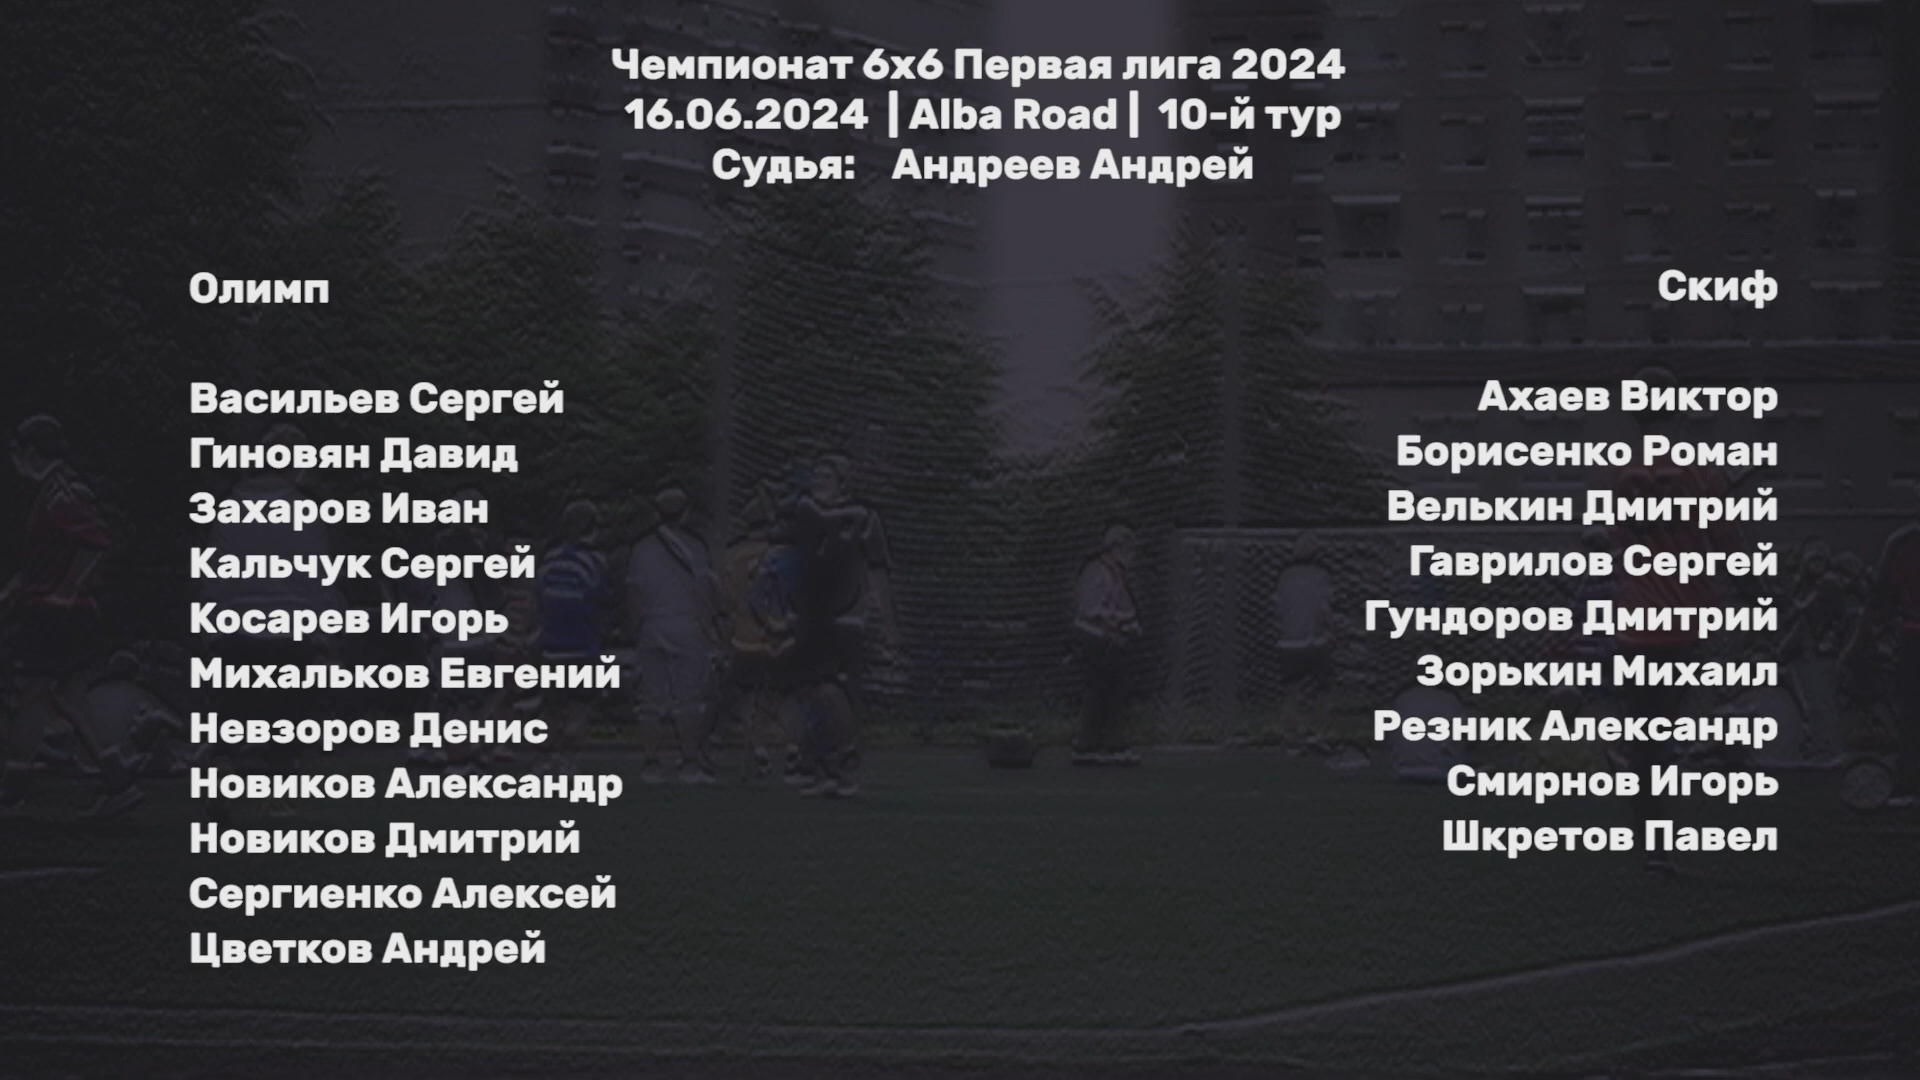 Чемпионат 6х6 Первая лига 2024
16.06.2024 | Alba Road | 10-й тур
Судья: Андреев Андрей
Олимп
Васильев Сергей
Гиновян Давид
Захаров Иван
Кальчук Сергей
Косарев Игорь
Михальков Евгений
Невзоров Денис
Новиков Александр
Новиков Дмитрий
Сергиенко Алексей
Цветков Андрей
Скиф
Ахаев Виктор
Борисенко Роман
Велькин Дмитрий
Гаврилов Сергей
Гундоров Дмитрий
Зорькин Михаил
Резник Александр
Смирнов Игорь
Шкретов Павел